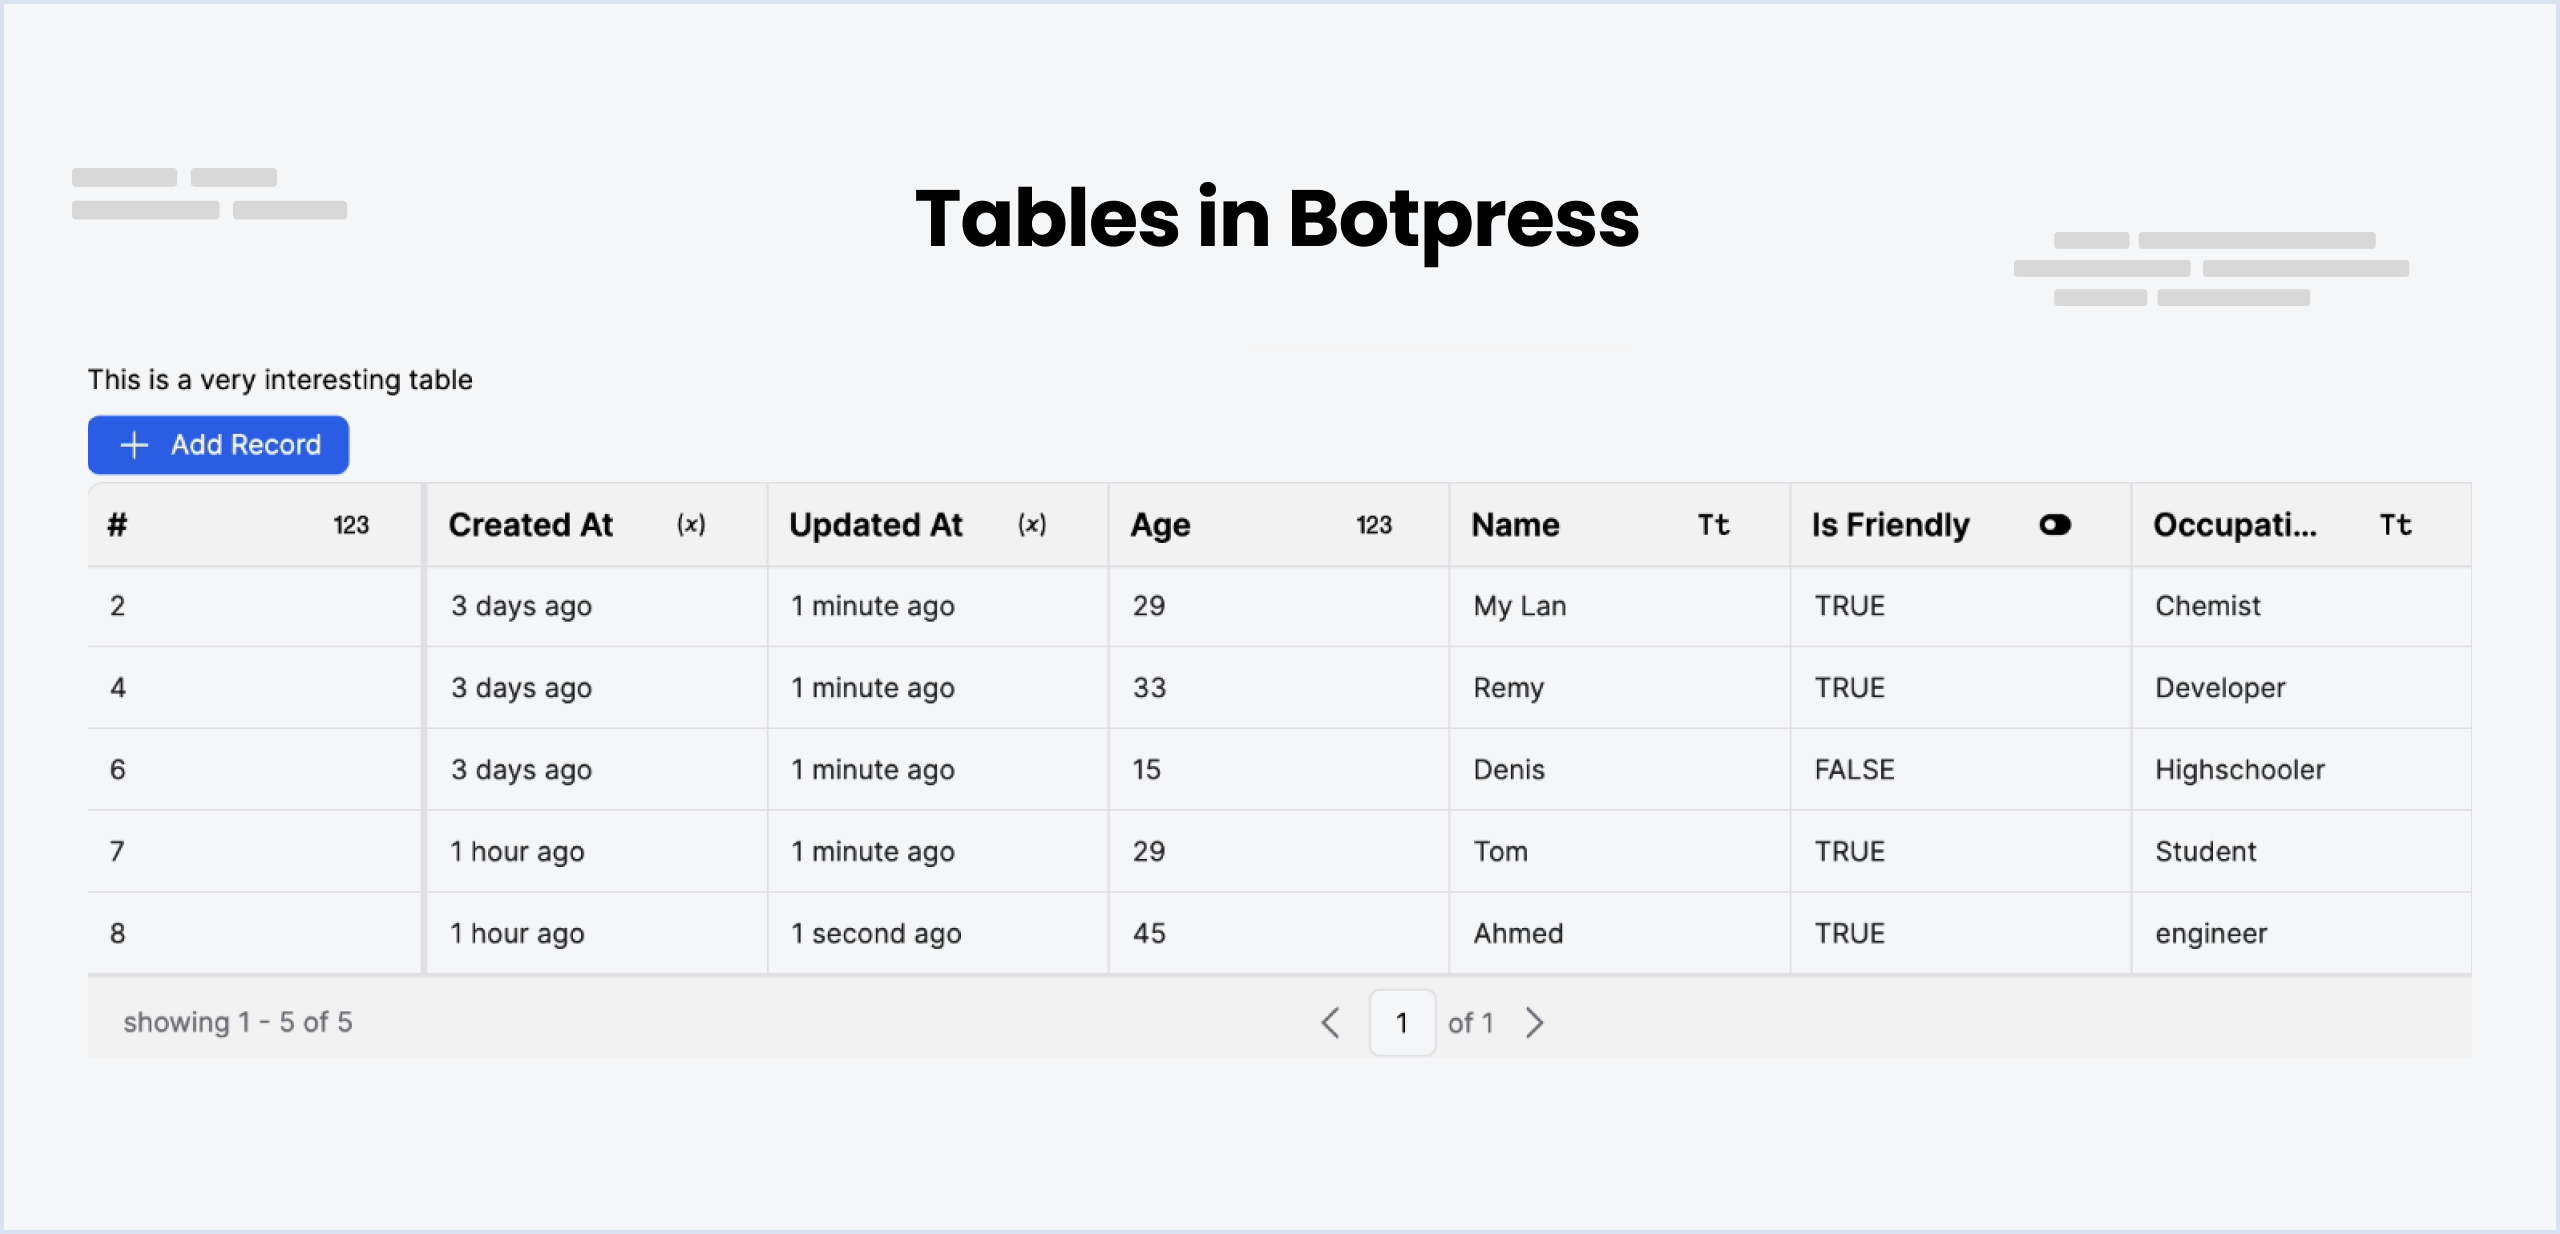 Tables in Botpress
This is a very interesting table
+ Add Record
# 123 Created At (x) Updated At (x) Age 123 Name Tt Is Friendly Occupati... Tt
2 3 days ago 1 minute ago 29 My Lan TRUE Chemist
4 3 days ago 1 minute ago 33 Remy TRUE Developer
6 3 days ago 1 minute ago 15 Denis FALSE Highschooler
7 1 hour ago 1 minute ago 29 Tom TRUE Student
8 1 hour ago 1 second ago 45 Ahmed TRUE engineer
showing 1 - 5 of 5 1 of 1